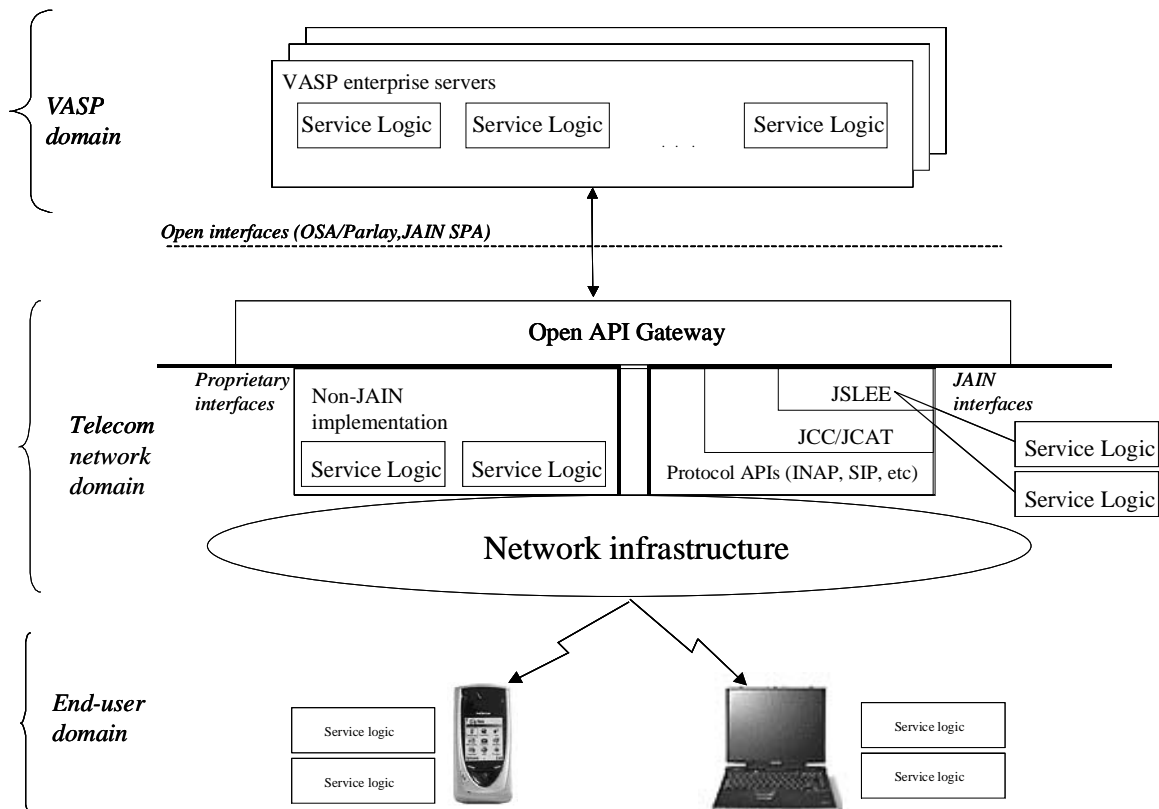 VASP enterprise servers
Service Logic
Service Logic
. . .
Service Logic
VASP
domain
Open interfaces (OSA/Parlay,JAIN SPA)
Open API Gateway
Proprietary
interfaces
Non-JAIN
implementation
Service Logic
Service Logic
JSLEE
JCC/JCAT
Protocol APIs (INAP, SIP, etc)
JAIN
interfaces
Service Logic
Service Logic
Telecom
network
domain
Network infrastructure
End-user
domain
Service logic
Service logic
Service logic
Service logic